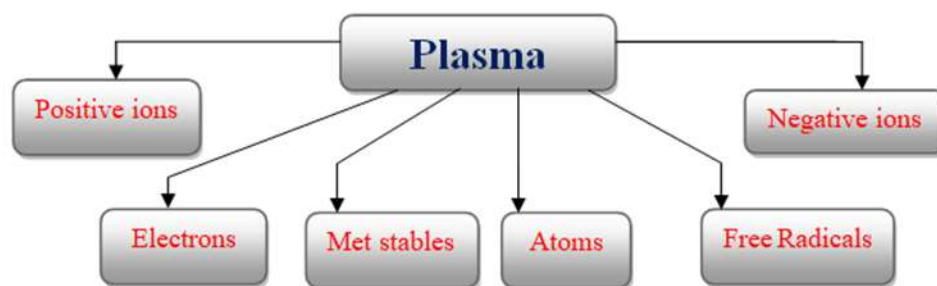 Plasma
Positive ions
Negative ions
Electrons
Met stables
Atoms
Free Radicals